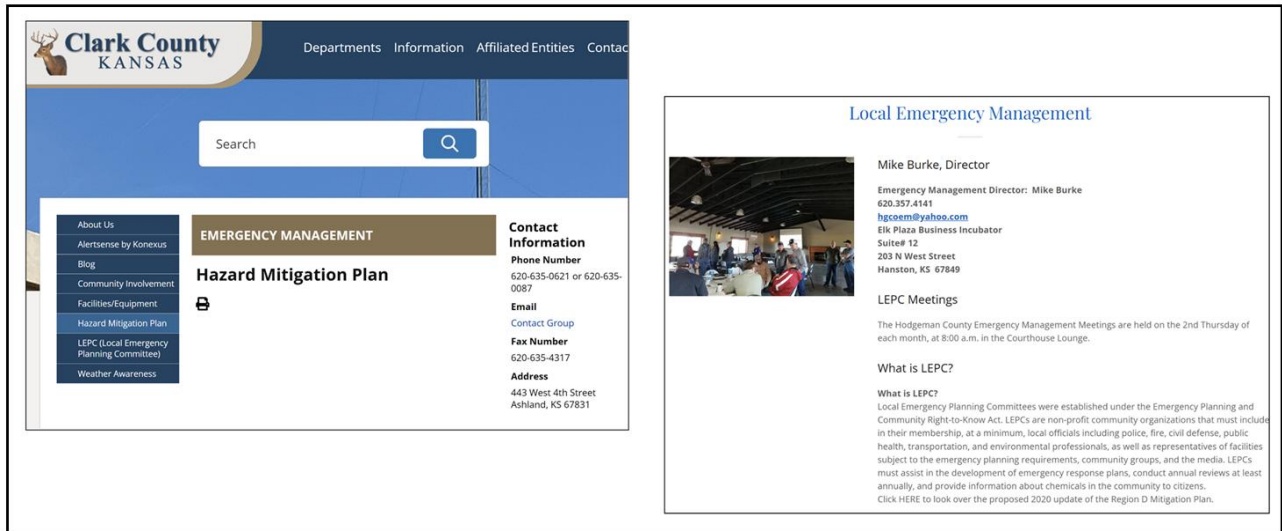 Clark County
KANSAS
Departments Information Affiliated Entities Contac
Search
About Us
Alertsense by Konexus
Blog
Community Involvement
Facilities/Equipment
Hazard Mitigation Plan
LEPC (Local Emergency
Planning Committee)
Weather Awareness
EMERGENCY MANAGEMENT
Hazard Mitigation Plan
Contact
Information
Phone Number
620-635-0621 or 620-635-
0087
Email
Contact Group
Fax Number
620-635-4317
Address
443 West 4th Street
Ashland, KS 67831
Local Emergency Management
Mike Burke, Director
Emergency Management Director: Mike Burke
620.357.4141
hgcoem@yahoo.com
Elk Plaza Business Incubator
Suite# 12
203 N West Street
Hanston, KS 67849
LEPC Meetings
The Hodgeman County Emergency Management Meetings are held on the 2nd Thursday of
each month, at 8:00 a.m. in the Courthouse Lounge.
What is LEPC?
What is LEPC?
Local Emergency Planning Committees were established under the Emergency Planning and
Community Right-to-Know Act. LEPCs are non-profit community organizations that must include
in their membership, at a minimum, local officials including police, fire, civil defense, public
health, transportation, and environmental professionals, as well as representatives of facilities
subject to the emergency planning requirements, community groups, and the media. LEPCs
must assist in the development of emergency response plans, conduct annual reviews at least
annually, and provide information about chemicals in the community to citizens.
Click HERE to look over the proposed 2020 update of the Region D Mitigation Plan.